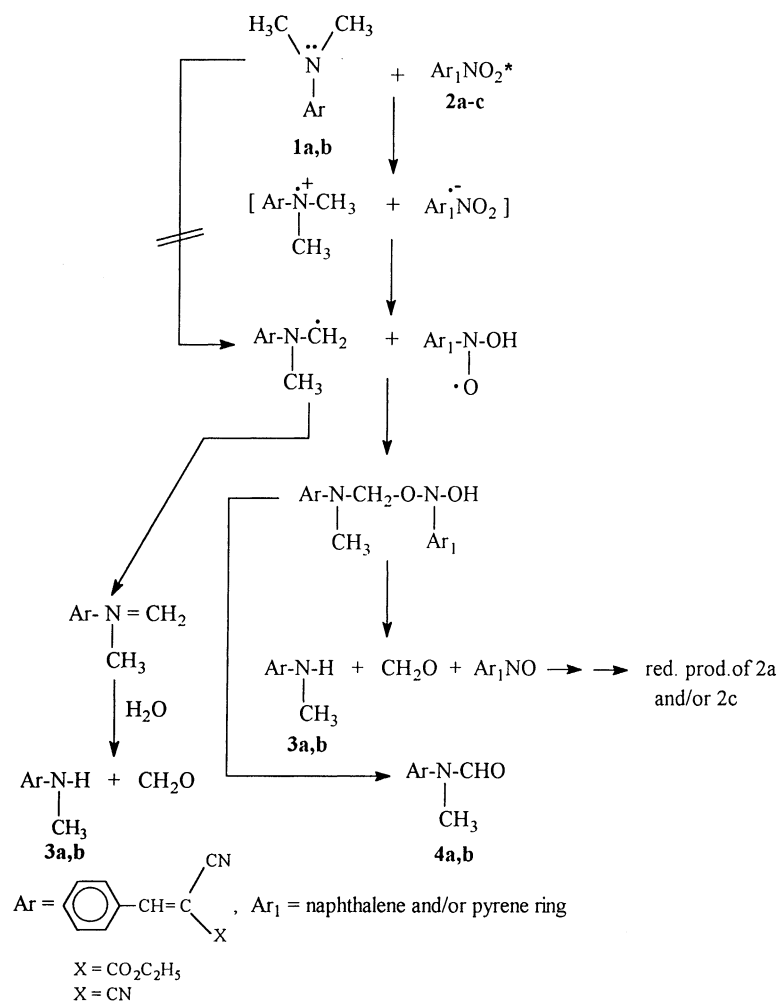 H3C CH3
N
Ar
1a,b
+ Ar1NO2*
2a-c
[ Ar-N-CH3 + Ar1NO2 ]
CH3
Ar-N-CH2 + Ar1-N-OH
CH3 ·O
Ar-N-CH2-O-N-OH
CH3 Ar1
Ar- N = CH2
CH3
H2O
Ar-N-H + CH2O
CH3
3a,b
Ar-N-H + CH2O + Ar1NO
CH3
3a,b
red. prod.of 2a
and/or 2c
Ar-N-CHO
CH3
4a,b
CN
Ar = CH=C , Ar1 = naphthalene and/or pyrene ring
X
X = CO2C2H5
X = CN